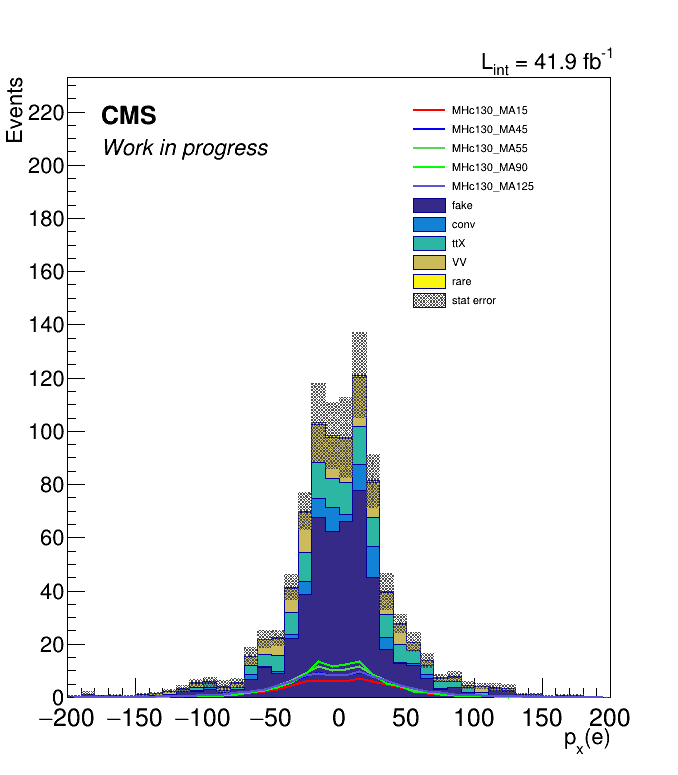 L_int = 41.9 fb^-1
Events
CMS
Work in progress
MHc130_MA15
MHc130_MA45
MHc130_MA55
MHc130_MA90
MHc130_MA125
fake
conv
ttX
VV
rare
stat error
220
200
180
160
140
120
100
80
60
40
20
0
−200 −150 −100 −50 0 50 100 150 200
p_x(e)